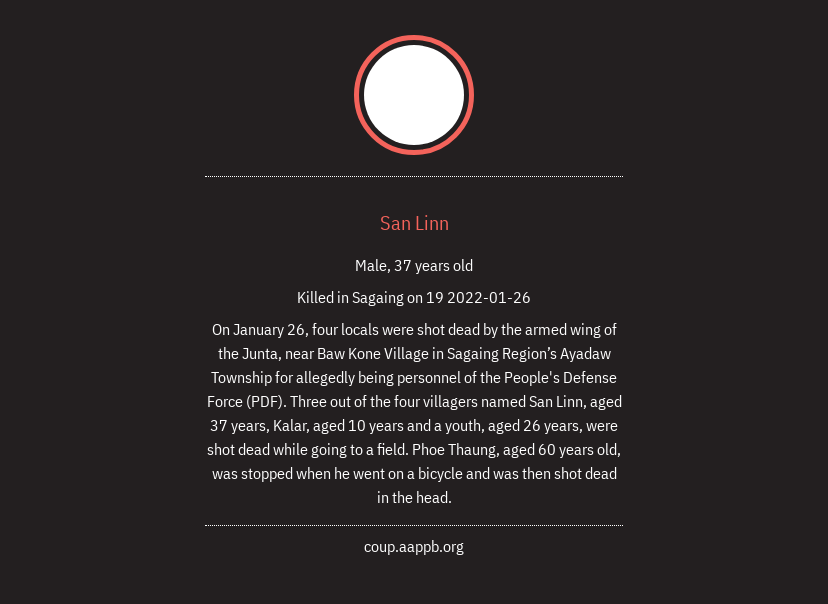 San Linn
Male, 37 years old
Killed in Sagaing on 19 2022-01-26
On January 26, four locals were shot dead by the armed wing of
the Junta, near Baw Kone Village in Sagaing Region’s Ayadaw
Township for allegedly being personnel of the People's Defense
Force (PDF). Three out of the four villagers named San Linn, aged
37 years, Kalar, aged 10 years and a youth, aged 26 years, were
shot dead while going to a field. Phoe Thaung, aged 60 years old,
was stopped when he went on a bicycle and was then shot dead
in the head.
coup.aappb.org